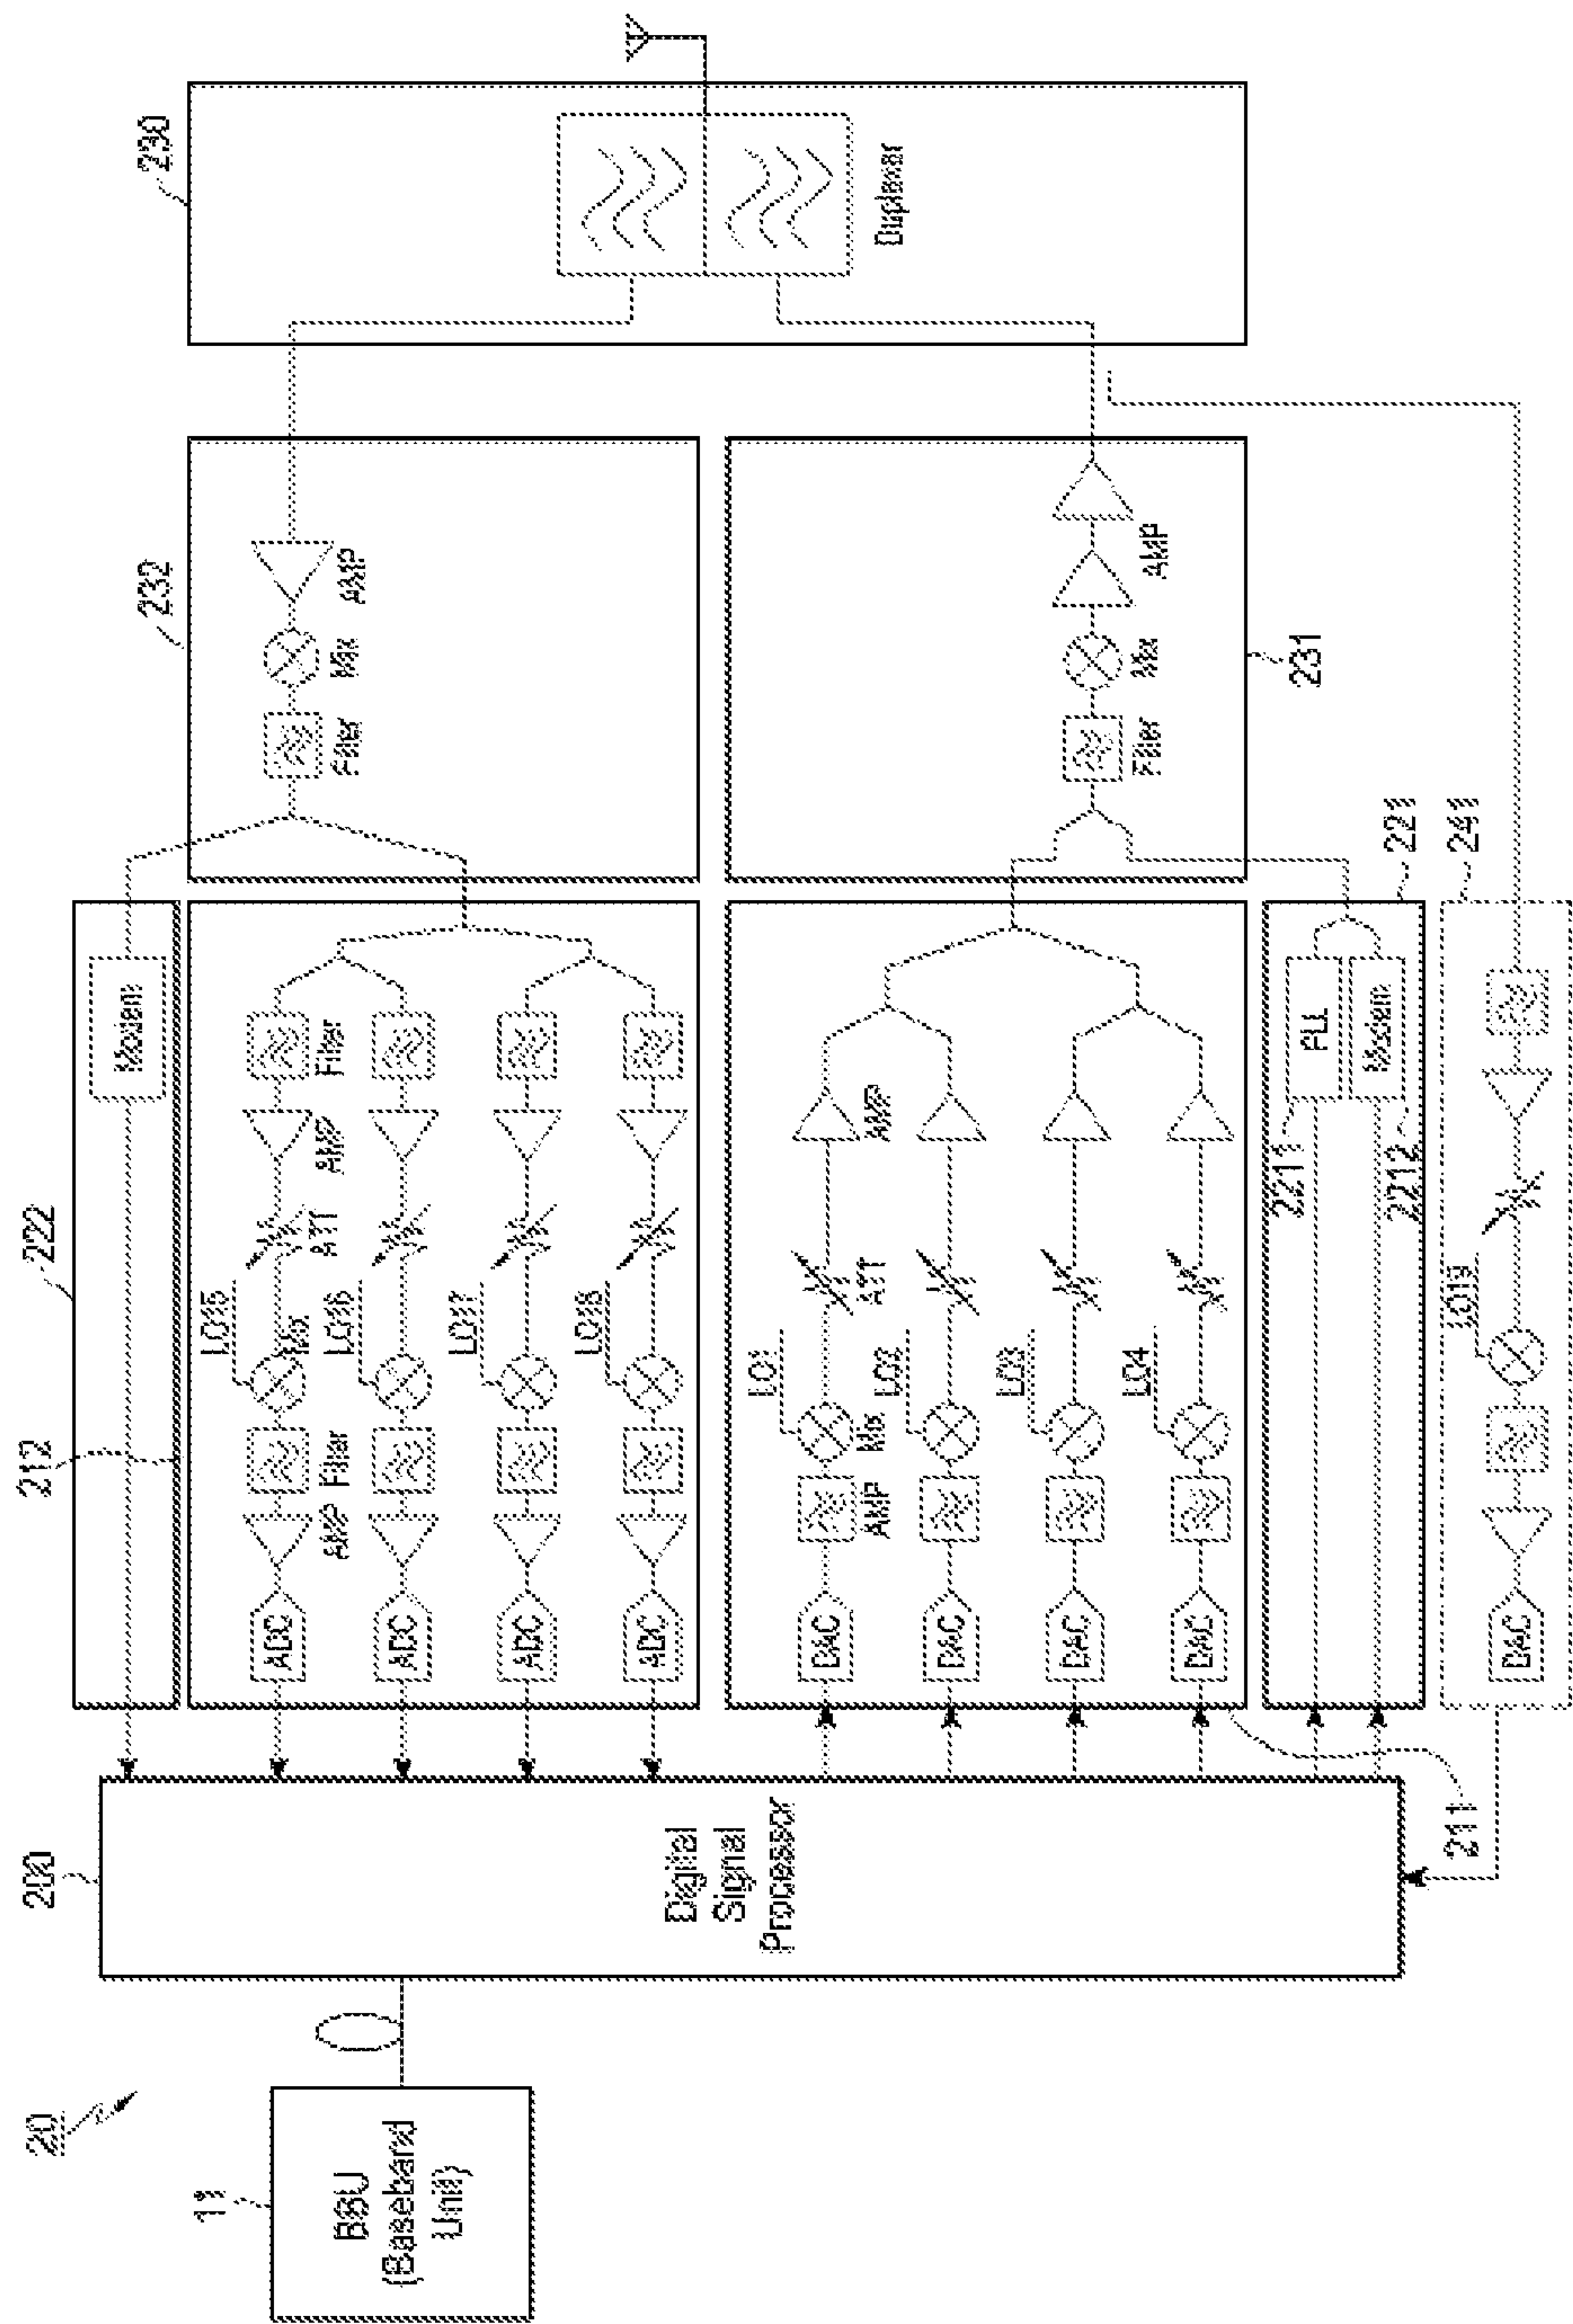 20
11
BBU
(Baseband
Unit)
200
Digital
Signal
Processor
212
222
Modem
ADC
AMP
Filter
Mix
LO15
ATT
AMP
Filter
ADC
LO16
ADC
LO17
ADC
LO18
232
Filter
Mix
AMP
230
Duplexer
DAC
AMP
Mix
LO1
ATT
AMP
DAC
LO2
DAC
LO3
DAC
LO4
211
Filter
Mix
AMP
231
2211
PLL
2212
Modem
221
241
DAC
LO19